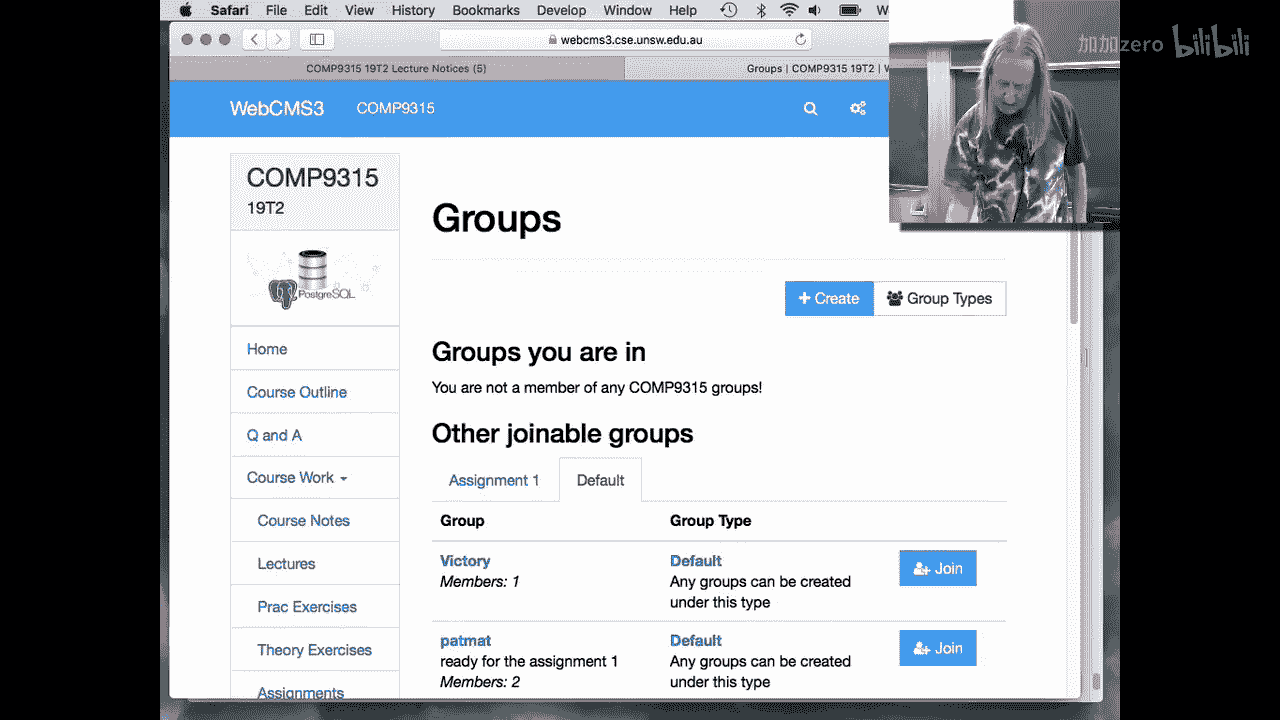 Safari File Edit View History Bookmarks Develop Window Help
加加zero bilibili
webcms3.cse.unsw.edu.au
COMP9315 19T2 Lecture Notices (5)
Groups | COMP9315 19T2 | W
WebCMS3 COMP9315
COMP9315
19T2
PostgreSQL
Home
Course Outline
Q and A
Course Work
Course Notes
Lectures
Prac Exercises
Theory Exercises
Assignments
Groups
+ Create
Group Types
Groups you are in
You are not a member of any COMP9315 groups!
Other joinable groups
Assignment 1 Default
Group Group Type
Victory Default
Members: 1 Any groups can be created
under this type
Join
patmat Default
ready for the assignment 1 Any groups can be created
Members: 2 under this type
Join